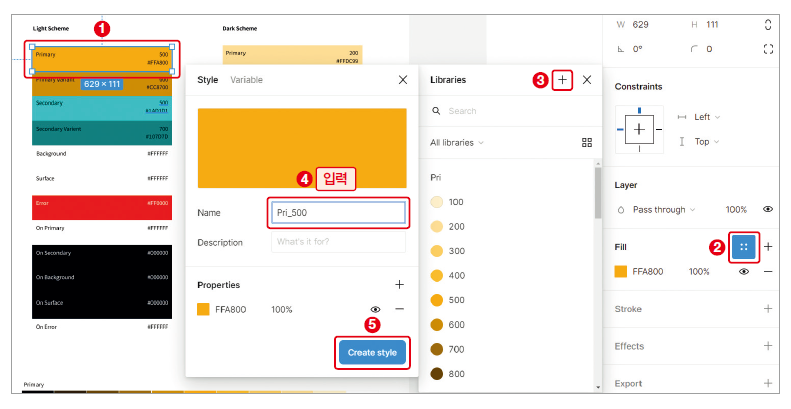 Light Scheme
1
Primary 500
#FFA800
Primary Variant 600
#CC8700
629 × 111
Secondary 500
Secondary Varient 700
#107D7D
Background #FFFFFF
Surface #FFFFFF
Error #FF0000
On Primary #FFFFFF
On Secondary #000000
On Background #000000
On Surface #000000
On Error #FFFFFF
Primary
Dark Scheme
Primary 200
#FFDC99
Style Variable
4 입력
Name Pri_500
Description What's it for?
Properties
FFA800 100%
5
Create style
Libraries 3
Search
All libraries
Pri
100
200
300
400
500
600
700
800
W 629 H 111
0° 0
Constraints
Left
Top
Layer
Pass through 100%
Fill 2
FFA800 100%
Stroke
Effects
Export